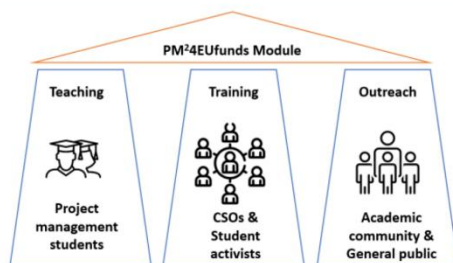 PM²4EUfunds Module
Teaching
Training
Outreach
Project
management
students
CSOs &
Student
activists
Academic
community &
General public